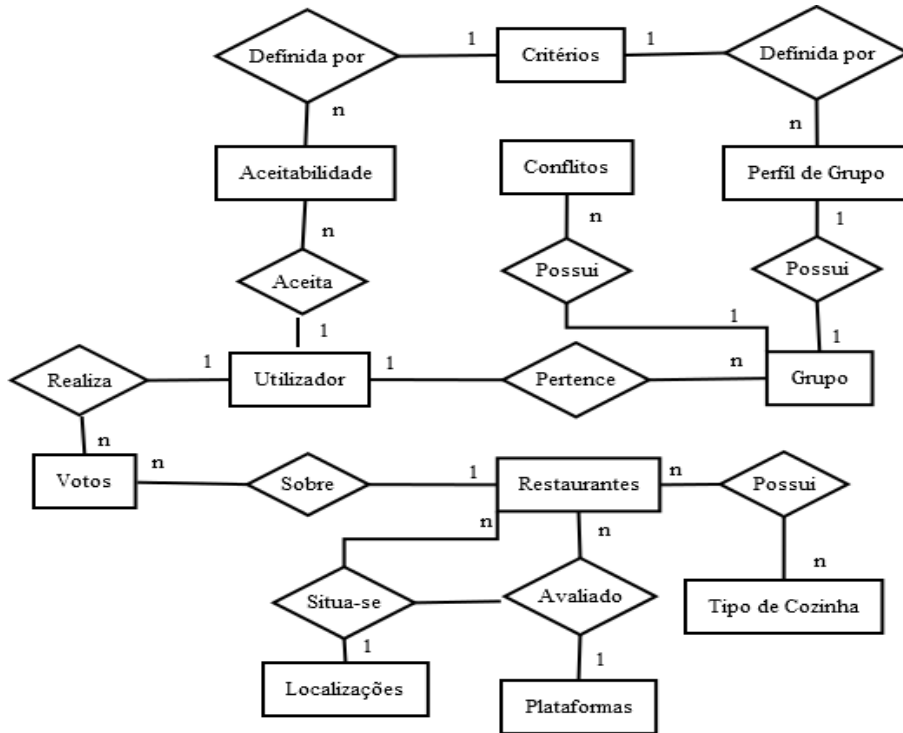 Definida por
1
Critérios
1
Definida por
n
n
Aceitabilidade
Conflitos
Perfil de Grupo
n
n
1
Aceita
Possui
Possui
1
1
1
Realiza
1
Utilizador
1
Pertence
n
Grupo
n
Votos
n
Sobre
1
Restaurantes
n
Possui
n
n
n
Situa-se
Avaliado
Tipo de Cozinha
1
1
Localizações
Plataformas